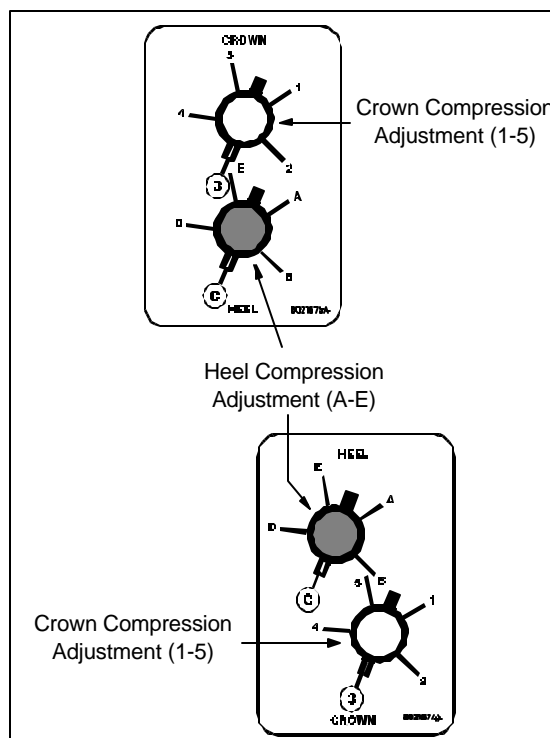 CROWN
5
1
4
2
3
Crown Compression
Adjustment (1-5)
E
A
D
B
C
HEEL
Heel Compression
Adjustment (A-E)
HEEL
E
A
D
B
C
5
1
4
2
3
CROWN
Crown Compression
Adjustment (1-5)